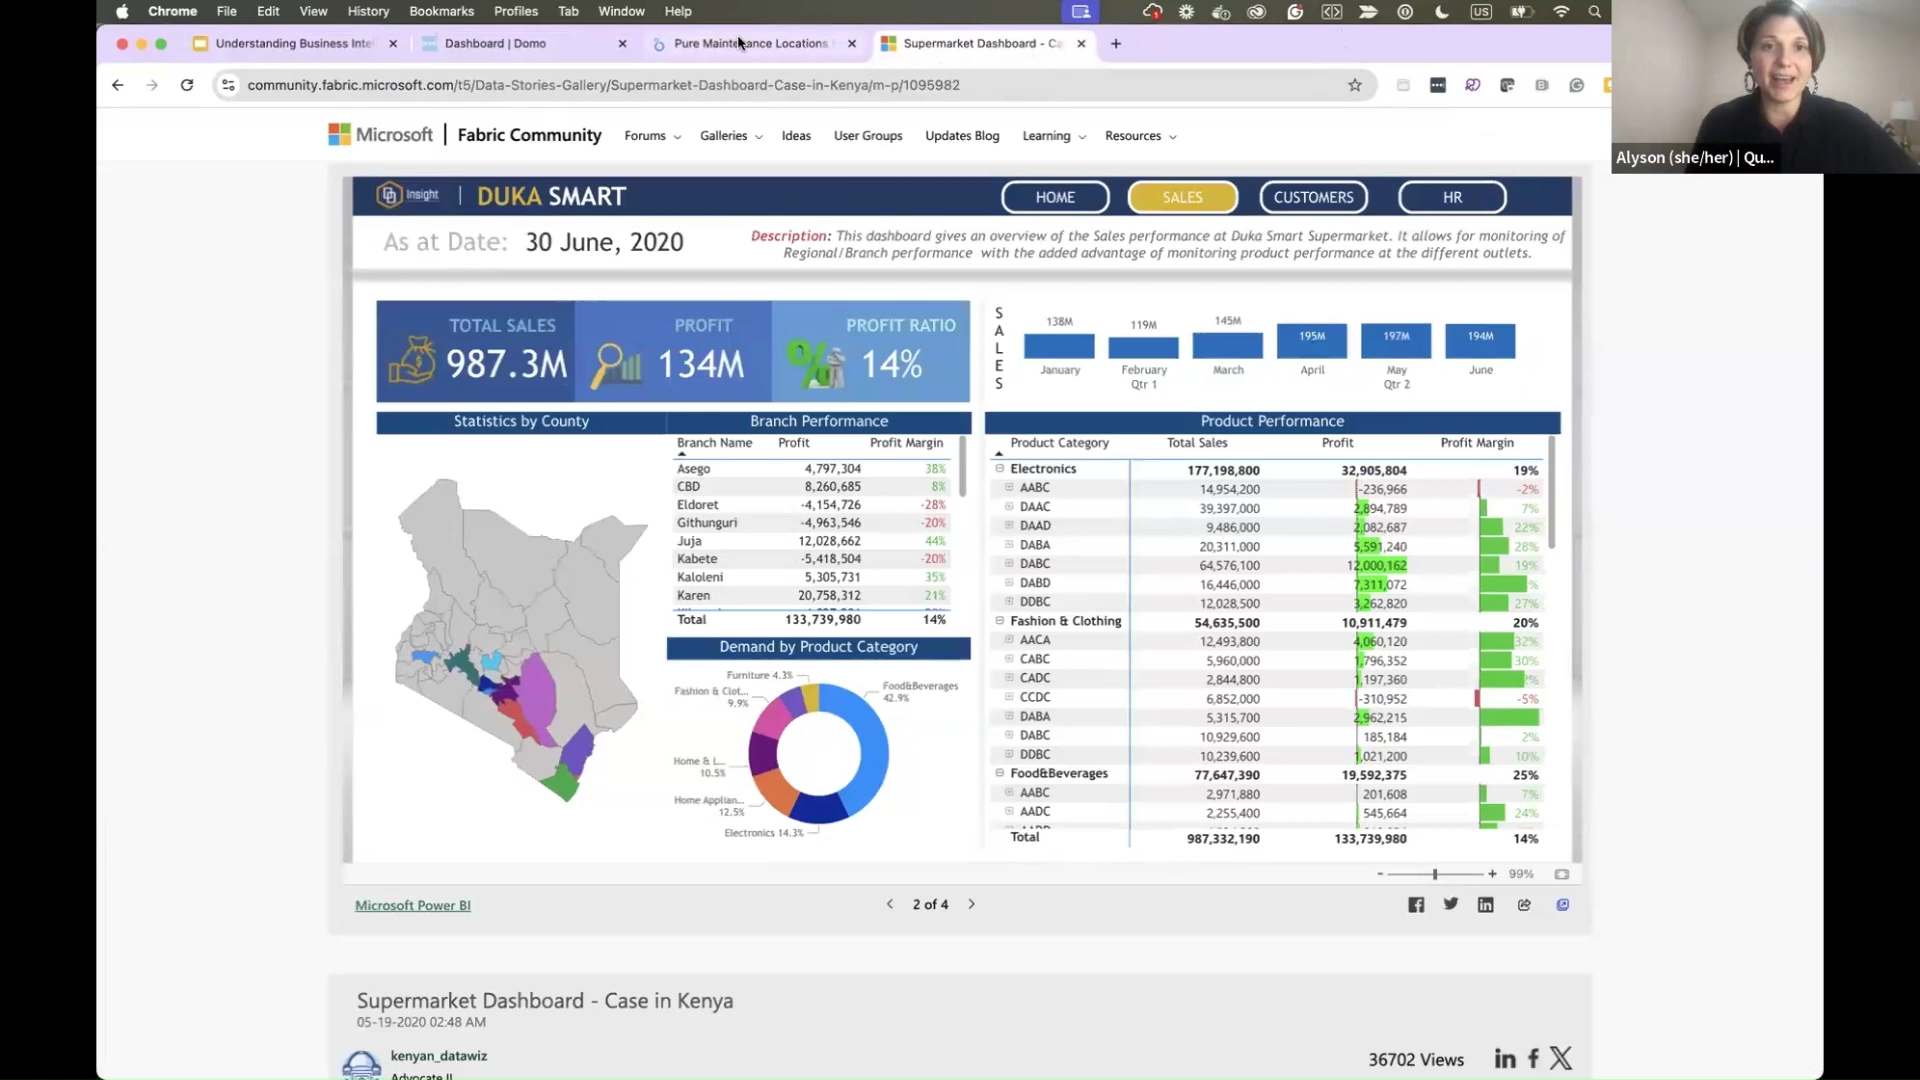 Chrome File Edit View History Bookmarks Profiles Tab Window Help
US
Understanding Business Inte
Dashboard | Domo
Pure Maintenance Locations
Supermarket Dashboard - Ca
community.fabric.microsoft.com/t5/Data-Stories-Gallery/Supermarket-Dashboard-Case-in-Kenya/m-p/1095982
Alyson (she/her) | Qu...
Microsoft | Fabric Community Forums Galleries Ideas User Groups Updates Blog Learning Resources
Insight | DUKA SMART HOME SALES CUSTOMERS HR
As at Date: 30 June, 2020
Description: This dashboard gives an overview of the Sales performance at Duka Smart Supermarket. It allows for monitoring of
Regional/Branch performance with the added advantage of monitoring product performance at the different outlets.
TOTAL SALES
987.3M
PROFIT
134M
PROFIT RATIO
14%
SALES
138M 119M 145M 195M 197M 194M
January February March April May June
Qtr 1 Qtr 2
Statistics by County
Branch Performance
Branch Name Profit Profit Margin
Asego 4,797,304 38%
CBD 8,260,685 8%
Eldoret -4,154,726 -28%
Githunguri -4,963,546 -20%
Juja 12,028,662 44%
Kabete -5,418,504 -20%
Kaloleni 5,305,731 35%
Karen 20,758,312 21%
Total 133,739,980 14%
Demand by Product Category
Furniture 4.3%
Fashion & Clot...
9.9%
Food&Beverages
42.9%
Home & L...
10.5%
Home Applian...
12.5%
Electronics 14.3%
Product Performance
Product Category Total Sales Profit Profit Margin
Electronics 177,198,800 32,905,804 19%
AABC 14,954,200 -236,966 -2%
DAAC 39,397,000 2,894,789 7%
DAAD 9,486,000 2,082,687 22%
DABA 20,311,000 5,591,240 28%
DABC 64,576,100 12,000,162 19%
DABD 16,446,000 7,311,072 %
DDBC 12,028,500 3,262,820 27%
Fashion & Clothing 54,635,500 10,911,479 20%
AACA 12,493,800 4,060,120 32%
CABC 5,960,000 1,796,352 30%
CADC 2,844,800 1,197,360
CCDC 6,852,000 -310,952 -5%
DABA 5,315,700 2,962,215
DABC 10,929,600 185,184 2%
DDBC 10,239,600 1,021,200 10%
Food&Beverages 77,647,390 19,592,375 25%
AABC 2,971,880 201,608 7%
AADC 2,255,400 545,664 24%
Total 987,332,190 133,739,980 14%
- + 99%
Microsoft Power BI
< 2 of 4 >
Supermarket Dashboard - Case in Kenya
05-19-2020 02:48 AM
kenyan_datawiz
Advocate II
36702 Views